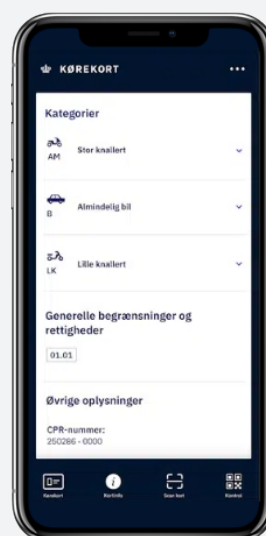 KØREKORT
Kategorier
AM
Stor knallert
B
Almindelig bil
LK
Lille knallert
Generelle begrænsninger og
rettigheder
01.01
Øvrige oplysninger
CPR-nummer:
250286 - 0000
Kørekort
Kortinfo
Scan kort
Kontrol